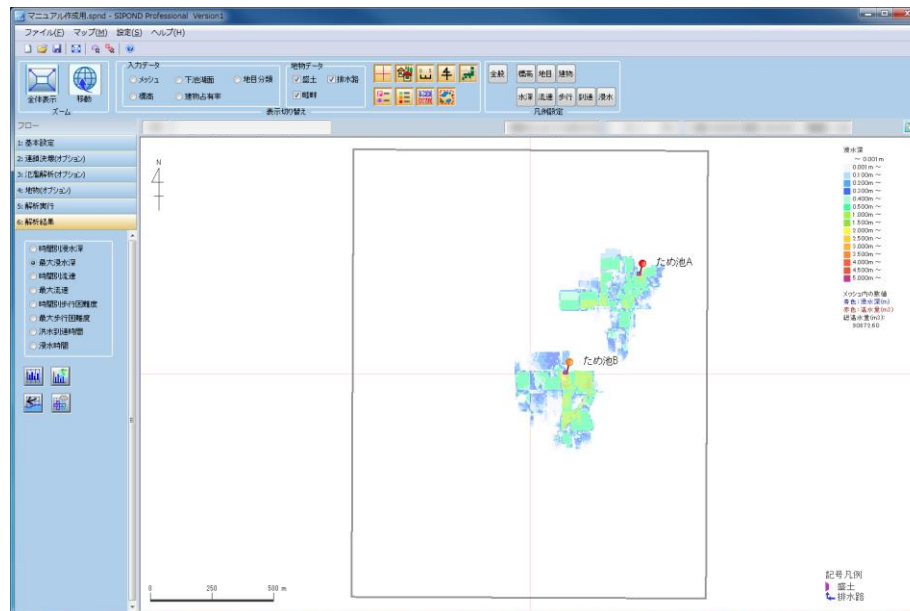 マニュアル作成用.spnd - SIPOND Professional Version1
ファイル(F) マップ(M) 設定(S) ヘルプ(H)
入力データ
メッシュ 下池場面 地目分類
標高 建物占有率
地物データ
盛土 排水路
畦畔
全般 標高 地目 建物
水深 流速 歩行 到達 浸水
全体表示 移動
ズーム 表示切り替え 凡例設定
フロー
1: 基本設定
2: 連鎖決壊(オプション)
3: 氾濫解析(オプション)
4: 地物(オプション)
5: 解析実行
6: 解析結果
時間別浸水深
最大浸水深
時間別流速
最大流速
時間別歩行困難度
最大歩行困難度
洪水到達時間
浸水時間
N
ため池A
ため池B
浸水深
～ 0.001 m
0.001 m ～
0.100m ～
0.200m ～
0.300m ～
0.400m ～
0.500m ～
1.000m ～
1.500m ～
2.000m ～
2.500m ～
3.000m ～
3.500m ～
4.000m ～
4.500m ～
5.000m ～
メッシュ内の数値
青色:浸水深(m)
赤色:湛水量(m3)
総湛水量(m3):
0 250 500 m
記号凡例
盛土
排水路